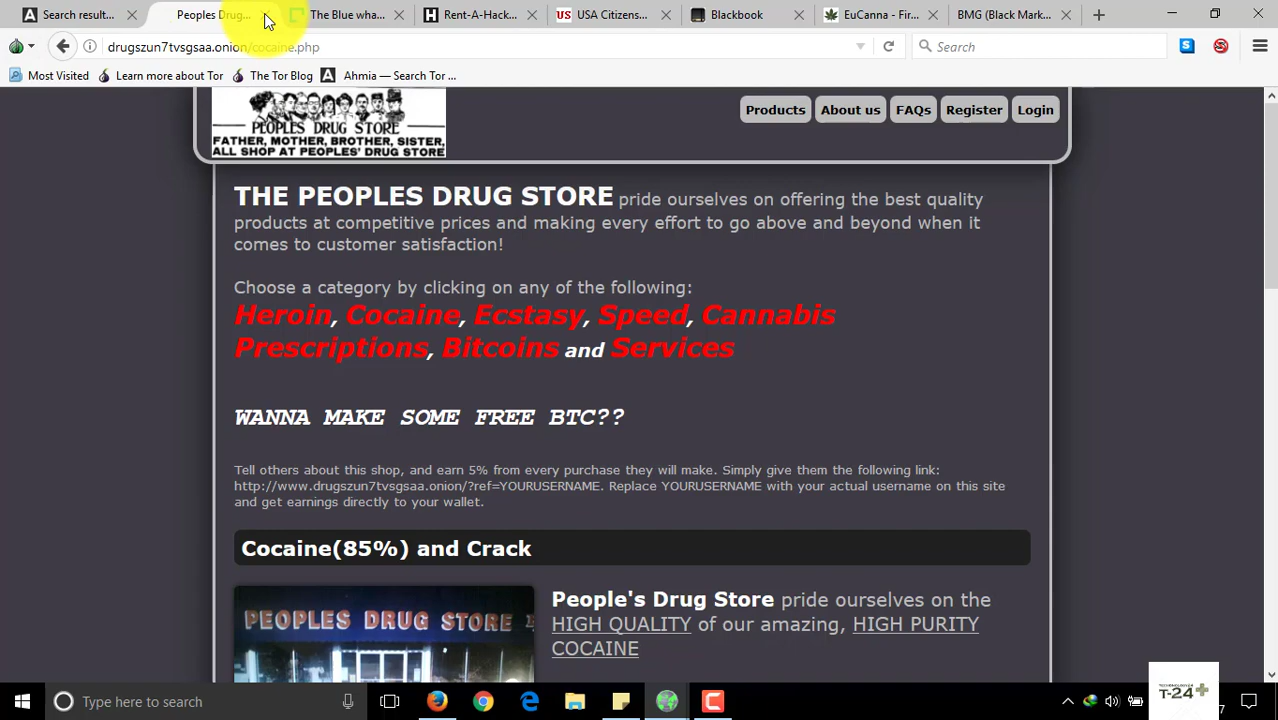 Search result...
Peoples Drug...
The Blue wha...
Rent-A-Hack...
USA Citizens...
Blackbook
EuCanna - Fir...
BMG (Black Mark...
drugszun7tvsgsaa.onion/cocaine.php
Search
Most Visited
Learn more about Tor
The Tor Blog
Ahmia — Search Tor ...
PEOPLES DRUG STORE
FATHER, MOTHER, BROTHER, SISTER,
ALL SHOP AT PEOPLES' DRUG STORE
Products
About us
FAQs
Register
Login
THE PEOPLES DRUG STORE pride ourselves on offering the best quality
products at competitive prices and making every effort to go above and beyond when it
comes to customer satisfaction!
Choose a category by clicking on any of the following:
Heroin, Cocaine, Ecstasy, Speed, Cannabis
Prescriptions, Bitcoins and Services
WANNA MAKE SOME FREE BTC??
Tell others about this shop, and earn 5% from every purchase they will make. Simply give them the following link:
http://www.drugszun7tvsgsaa.onion/?ref=YOURUSERNAME. Replace YOURUSERNAME with your actual username on this site
and get earnings directly to your wallet.
Cocaine(85%) and Crack
PEOPLES DRUG STORE
People's Drug Store pride ourselves on the
HIGH QUALITY of our amazing, HIGH PURITY
COCAINE
Type here to search
T-24+